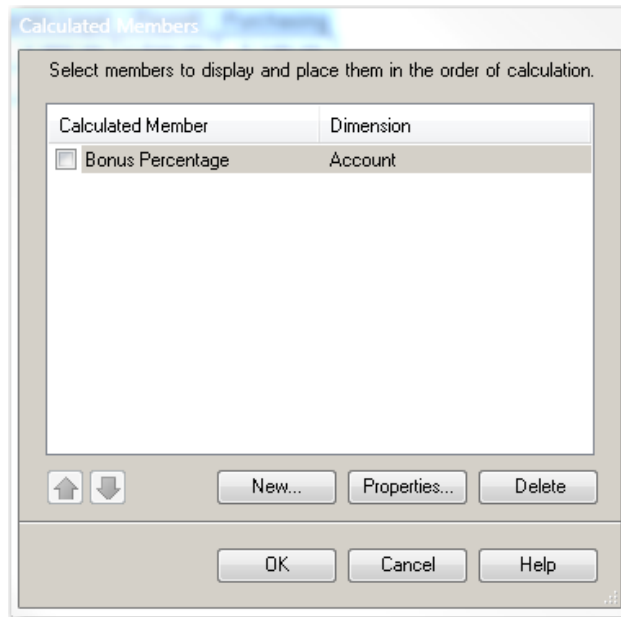 Calculated Members
Select members to display and place them in the order of calculation.
Calculated Member Dimension
Bonus Percentage Account
New... Properties... Delete
OK Cancel Help